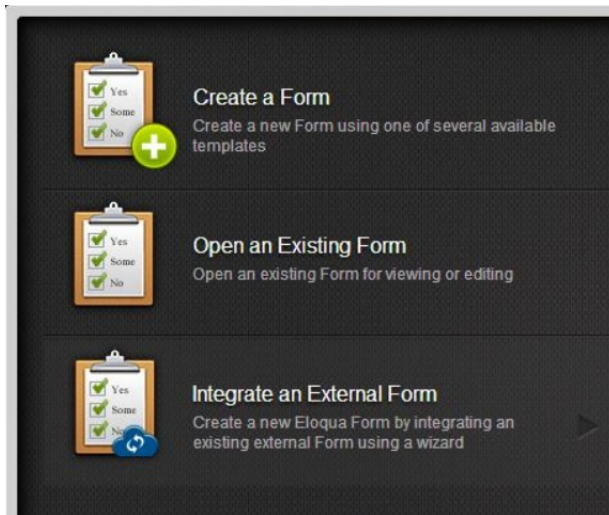 Yes
Some
No
Create a Form
Create a new Form using one of several available
templates
Yes
Some
No
Open an Existing Form
Open an existing Form for viewing or editing
Yes
Some
Integrate an External Form
Create a new Eloqua Form by integrating an
existing external Form using a wizard